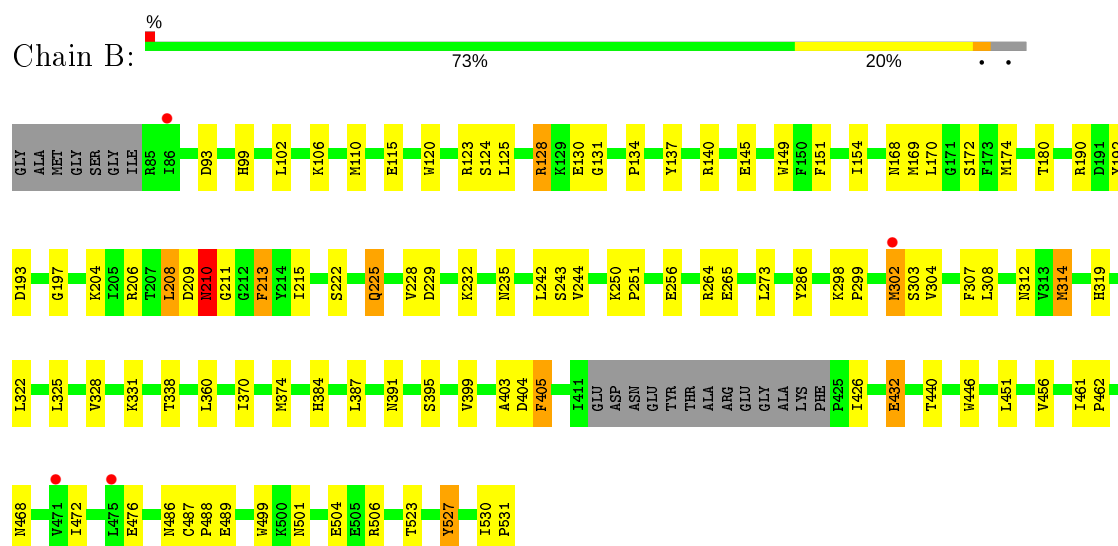 %
Chain B:
73% 20% • •
GLY ALA MET GLY SER GLY ILE R85 I86 D93 H99 L102 K106 M110 E115 W120 R123 S124 L125 R128 K129 E130 G131 P134 Y137 R140 E145 W149 F150 F151 I154 N168 M169 L170 G171 S172 F173 M174 T180 R190 D191 Y192
D193 G197 K204 I205 R206 T207 L208 D209 N210 G211 G212 F213 Y214 I215 S222 Q225 V228 D229 K232 N235 L242 S243 V244 K250 P251 E256 R264 E265 L273 Y286 K298 P299 M302 S303 V304 F307 L308 N312 V313 M314 H319
L322 L325 V328 K331 T338 L360 I370 M374 H384 L387 N391 S395 V399 A403 D404 F405 I411 GLU ASP ASN GLU TYR THR ALA ARG GLU GLY ALA LYS PHE P425 I426 E432 T440 W446 L451 V456 I461 P462
N468 V471 I472 L475 E476 N486 C487 P488 E489 W499 K500 N501 E504 E505 R506 T523 Y527 I530 P531